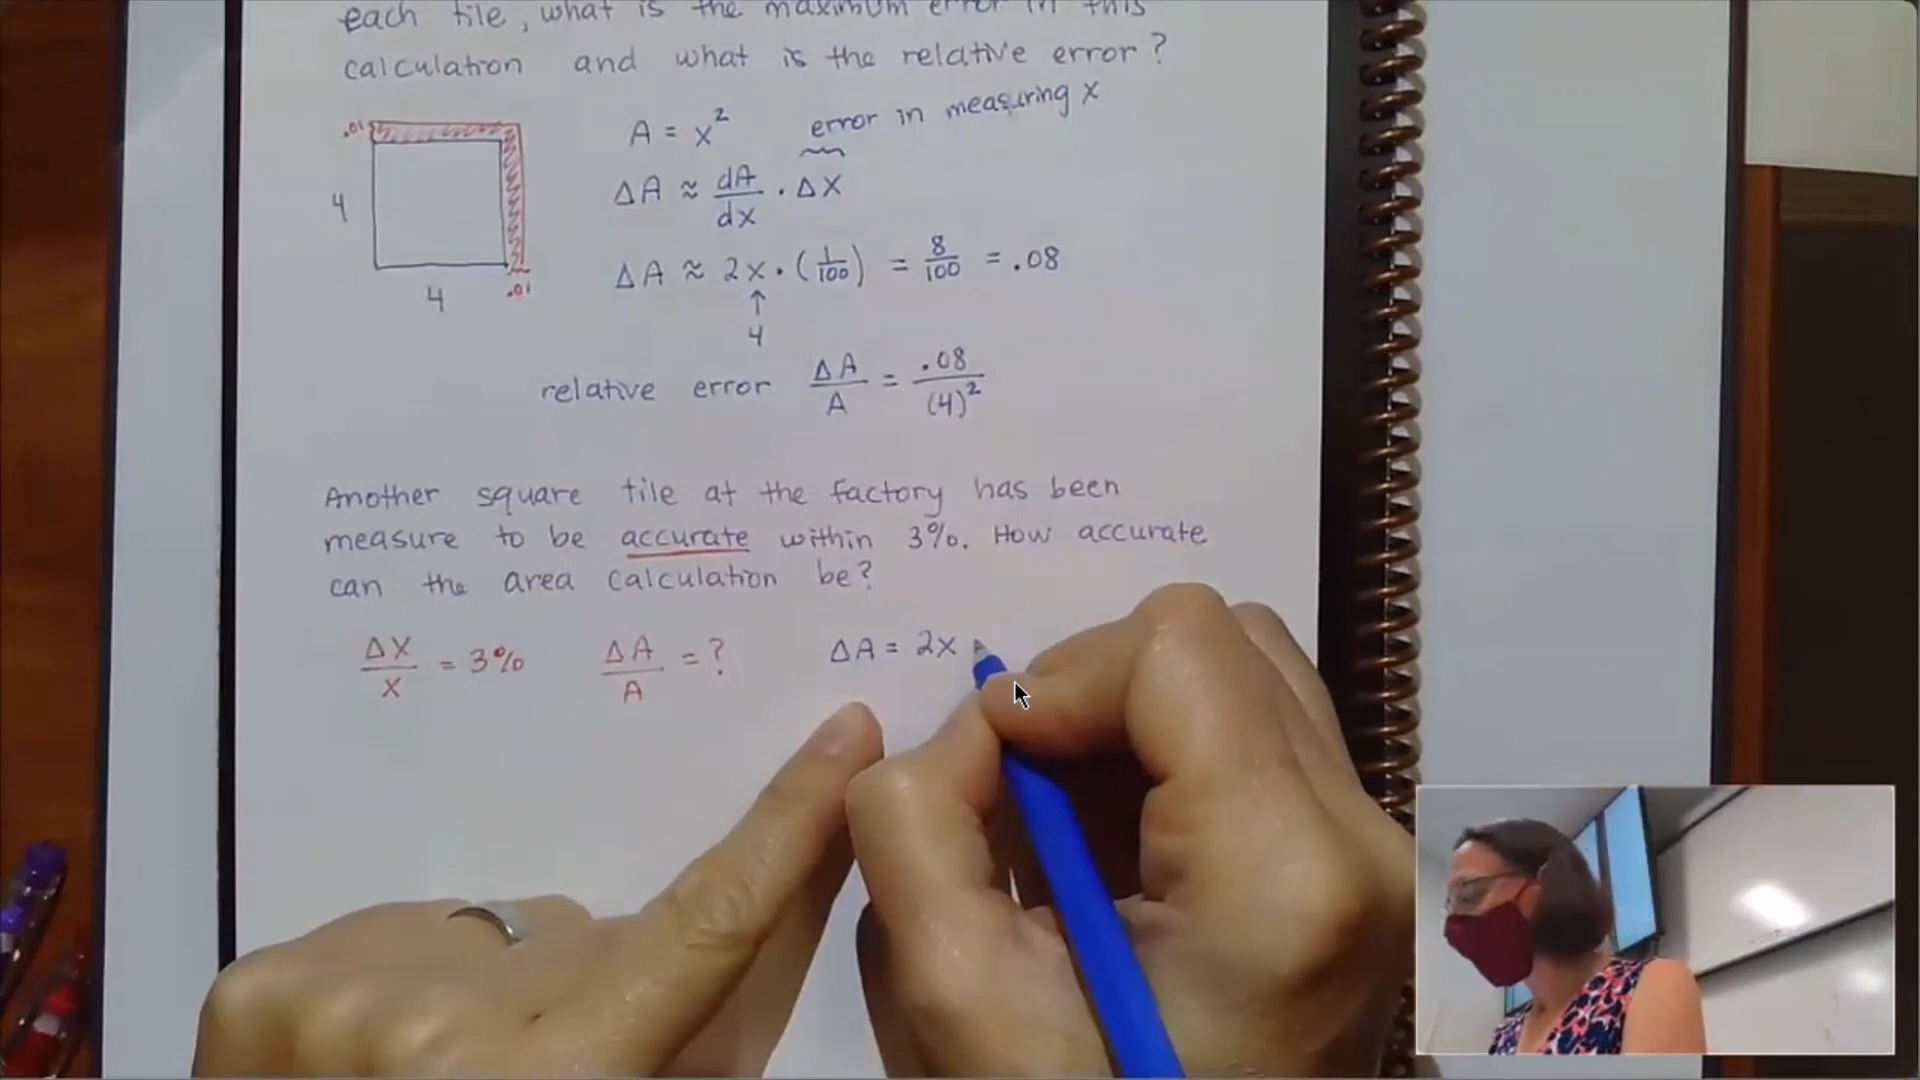 each tile, what is the maximum error in this
calculation and what is the relative error?
A = x²
error in measuring x
.01
4
4
.01
ΔA ≈ dA/dx · Δx
ΔA ≈ 2x · (1/100) = 8/100 = .08
↑
4
relative error ΔA/A = .08/(4)²
Another square tile at the factory has been
measure to be accurate within 3%. How accurate
can the area calculation be?
Δx/x = 3%
ΔA/A = ?
ΔA = 2x